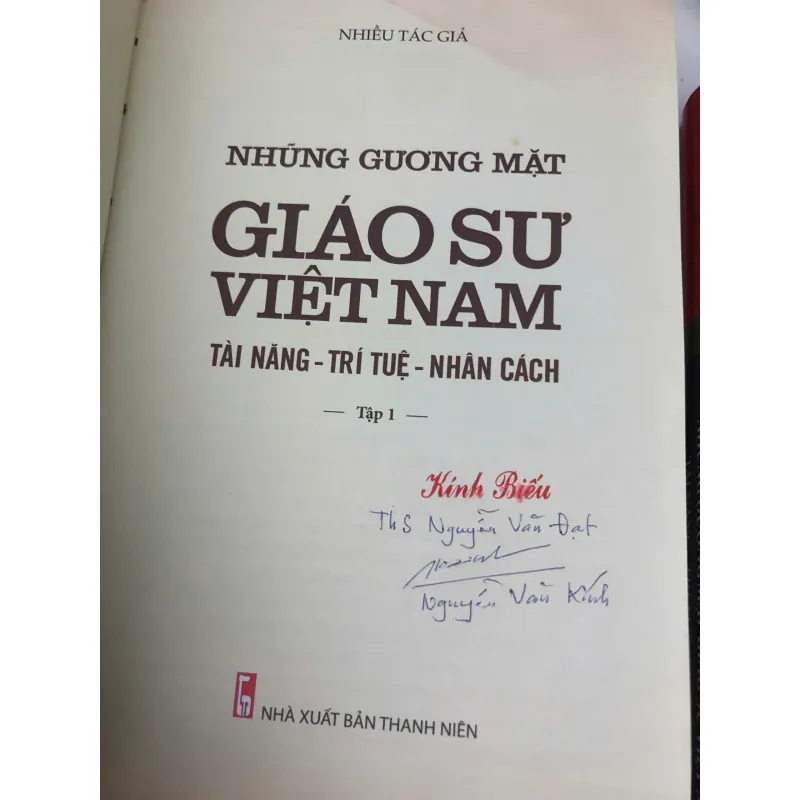 NHIỀU TÁC GIẢ
NHỮNG GƯƠNG MẶT
GIÁO SƯ
VIỆT NAM
TÀI NĂNG - TRÍ TUỆ - NHÂN CÁCH
— Tập 1 —
Kính Biếu
ThS Nguyễn Văn Đạt
Nguyễn Văn Kính
NHÀ XUẤT BẢN THANH NIÊN